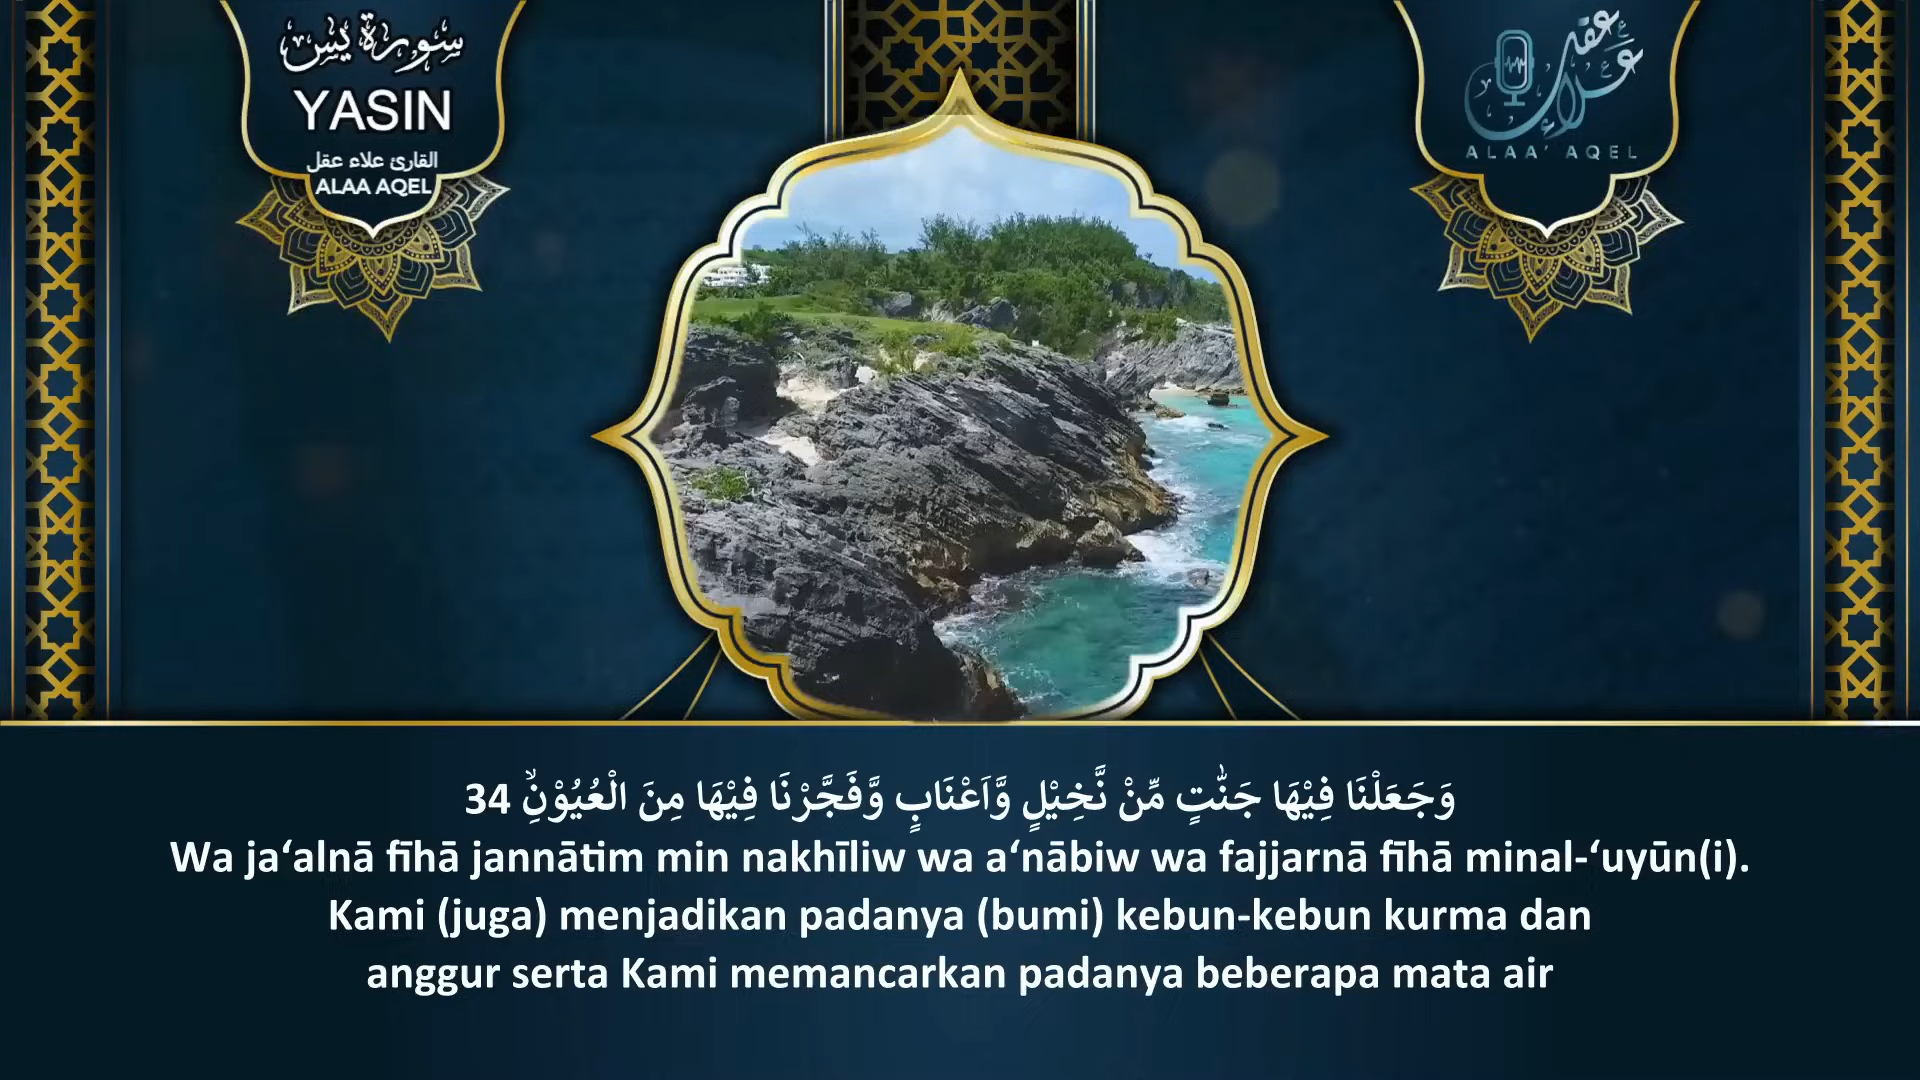 سورة يس
YASIN
القارئ علاء عقل
ALAA AQEL
علاء عقل
ALAA' AQEL
وَجَعَلْنَا فِيْهَا جَنّٰتٍ مِّنْ نَّخِيْلٍ وَّاَعْنَابٍ وَّفَجَّرْنَا فِيْهَا مِنَ الْعُيُوْنِۙ 34
Wa ja‘alnā fīhā jannātim min nakhīliw wa a‘nābiw wa fajjarnā fīhā minal-‘uyūn(i).
Kami (juga) menjadikan padanya (bumi) kebun-kebun kurma dan
anggur serta Kami memancarkan padanya beberapa mata air